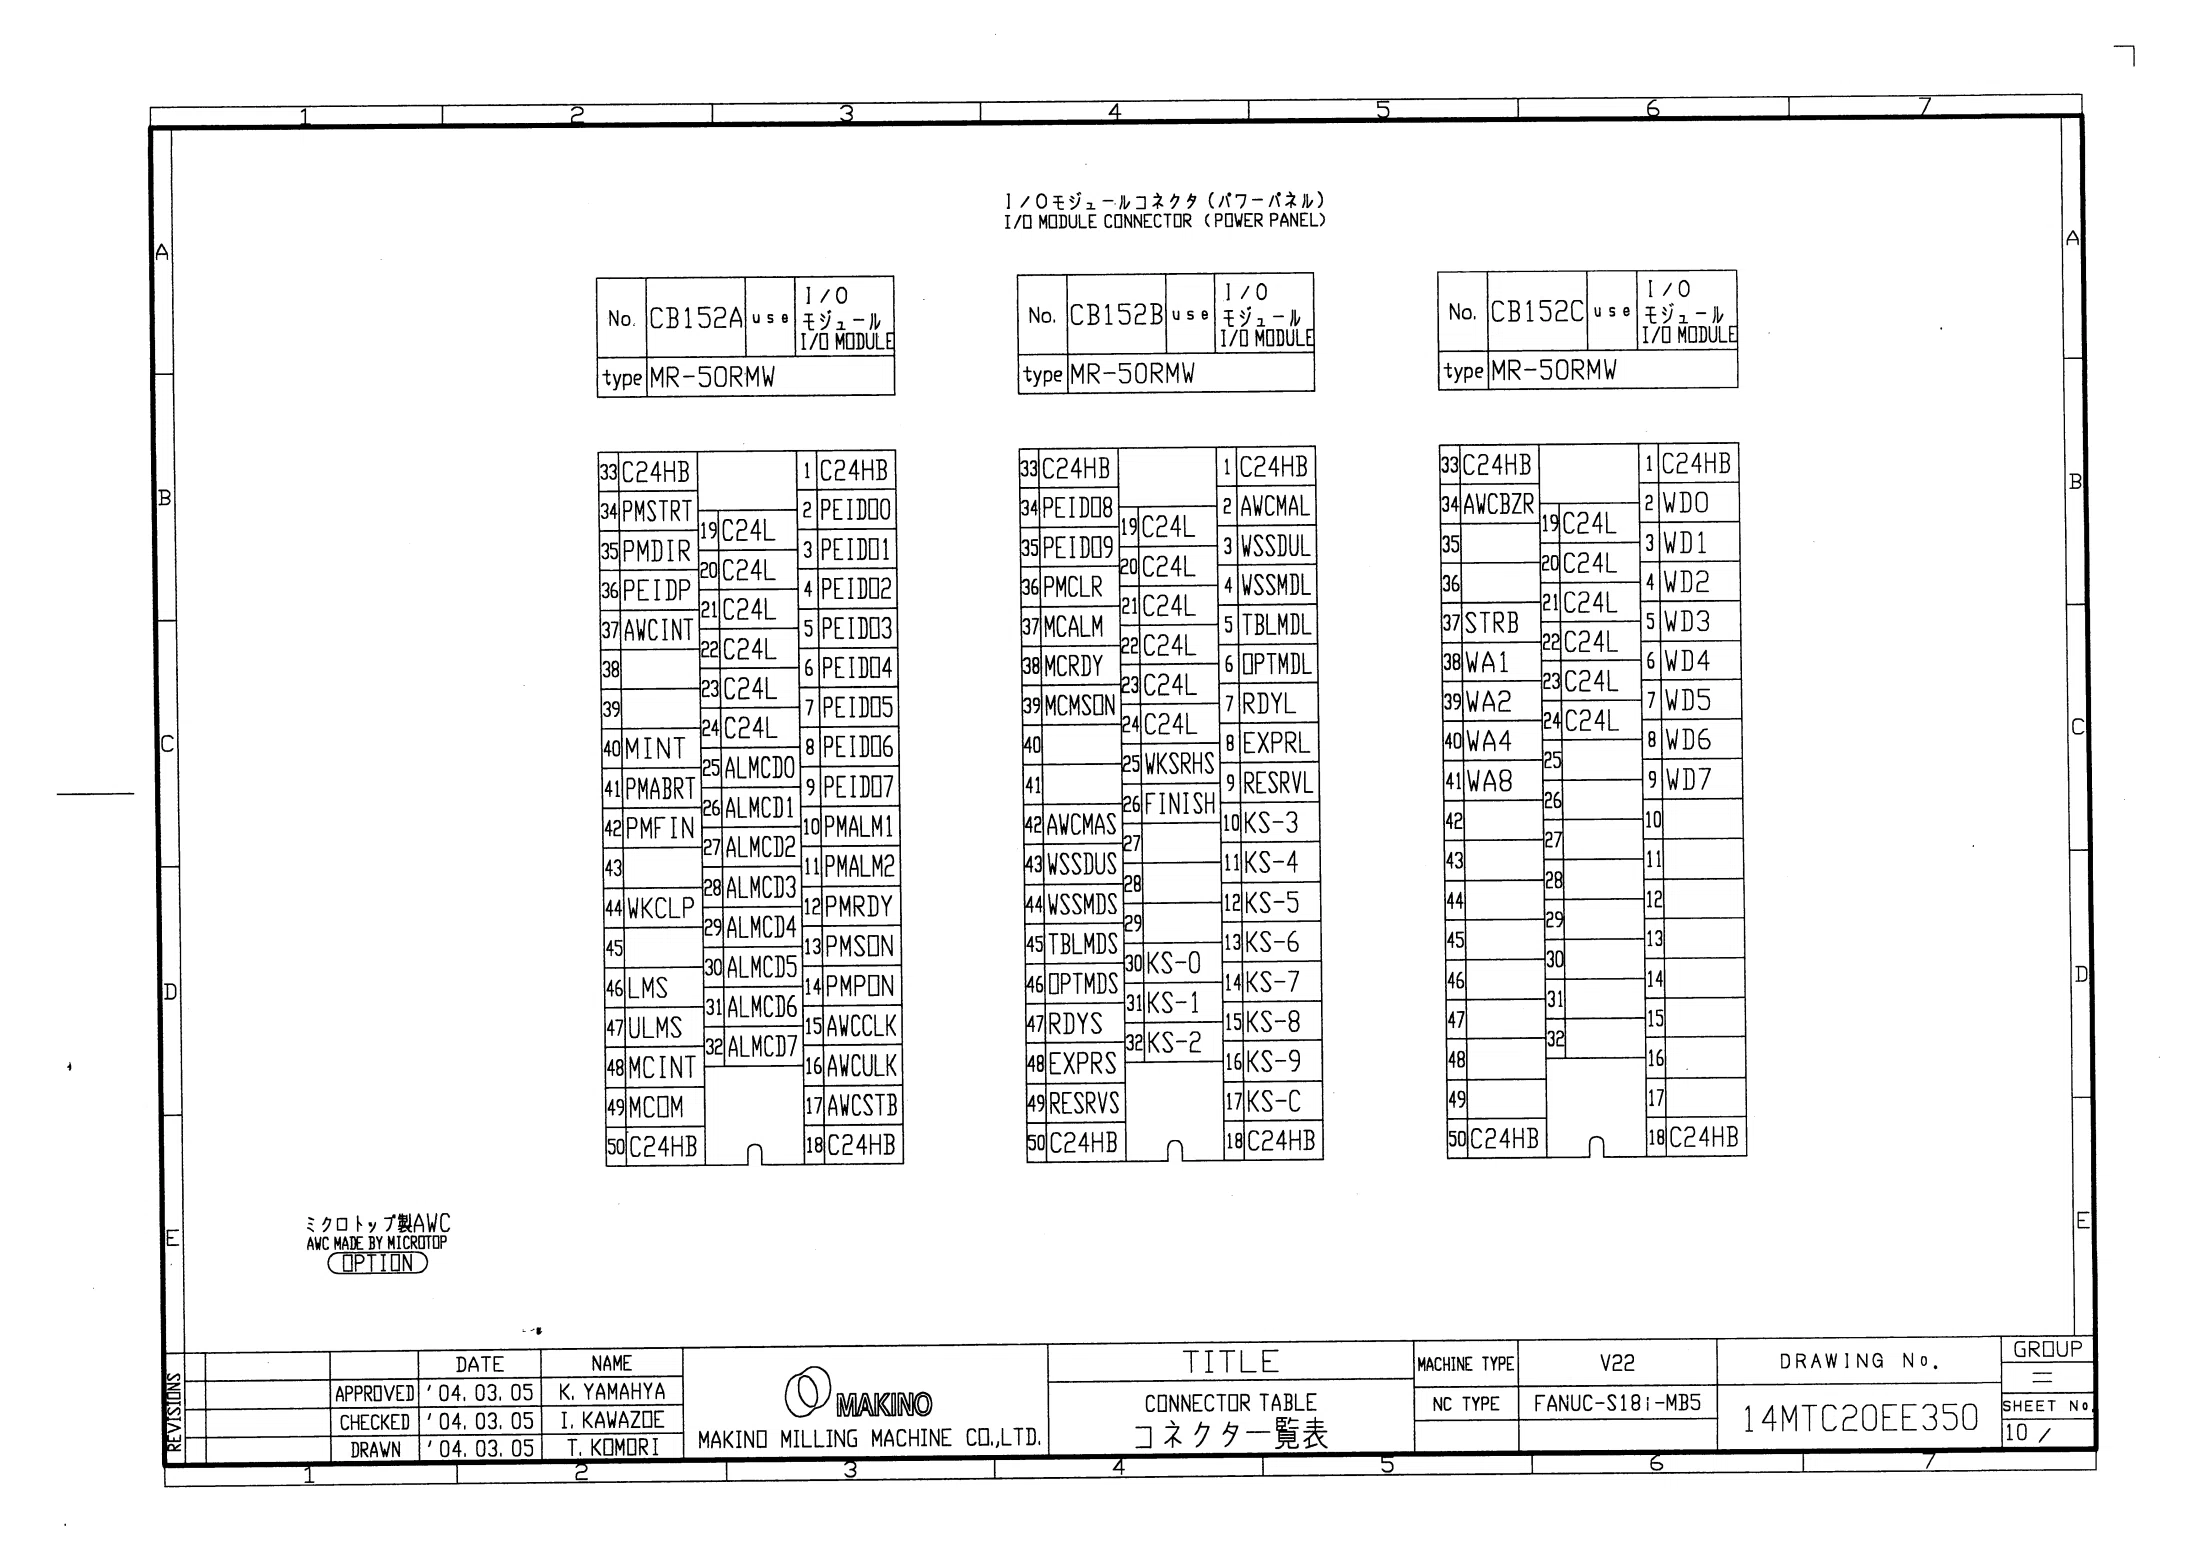 1 2 3 4 5 6 7
I/Oモジュールコネクタ(パワーパネル)
I/O MODULE CONNECTOR (POWER PANEL)
A A
B B
C C
D D
E E
No. CB152A use I/O モジュール I/O MODULE
type MR-50RMW
33 C24HB
34 PMSTRT
35 PMDIR
36 PEIDP
37 AWCINT
38
39
40 MINT
41 PMABRT
42 PMFIN
43
44 WKCLP
45
46 LMS
47 ULMS
48 MCINT
49 MCOM
50 C24HB
19 C24L
20 C24L
21 C24L
22 C24L
23 C24L
24 C24L
25 ALMCD0
26 ALMCD1
27 ALMCD2
28 ALMCD3
29 ALMCD4
30 ALMCD5
31 ALMCD6
32 ALMCD7
1 C24HB
2 PEIDO0
3 PEIDO1
4 PEIDO2
5 PEIDO3
6 PEIDO4
7 PEIDO5
8 PEIDO6
9 PEIDO7
10 PMALM1
11 PMALM2
12 PMRDY
13 PMSON
14 PMPON
15 AWCCLK
16 AWCULK
17 AWCSTB
18 C24HB
No. CB152B use I/O モジュール I/O MODULE
type MR-50RMW
33 C24HB
34 PEIDO8
35 PEIDO9
36 PMCLR
37 MCALM
38 MCRDY
39 MCMSON
40
41
42 AWCMAS
43 WSSDUS
44 WSSMDS
45 TBLMDS
46 OPTMDS
47 RDYS
48 EXPRS
49 RESRVS
50 C24HB
19 C24L
20 C24L
21 C24L
22 C24L
23 C24L
24 C24L
25 WKSRHS
26 FINISH
27
28
29
30 KS-0
31 KS-1
32 KS-2
1 C24HB
2 AWCMAL
3 WSSDUL
4 WSSMDL
5 TBLMDL
6 OPTMDL
7 RDYL
8 EXPRL
9 RESRVL
10 KS-3
11 KS-4
12 KS-5
13 KS-6
14 KS-7
15 KS-8
16 KS-9
17 KS-C
18 C24HB
No. CB152C use I/O モジュール I/O MODULE
type MR-50RMW
33 C24HB
34 AWCBZR
35
36
37 STRB
38 WA1
39 WA2
40 WA4
41 WA8
42
43
44
45
46
47
48
49
50 C24HB
19 C24L
20 C24L
21 C24L
22 C24L
23 C24L
24 C24L
25
26
27
28
29
30
31
32
1 C24HB
2 WD0
3 WD1
4 WD2
5 WD3
6 WD4
7 WD5
8 WD6
9 WD7
10
11
12
13
14
15
16
17
18 C24HB
ミクロトップ製AWC
AWC MADE BY MICROTOP
OPTION
REVISIONS
DATE NAME
APPROVED '04.03.05 K. YAMAHYA
CHECKED '04.03.05 I. KAWAZOE
DRAWN '04.03.05 T. KOMORI
MAKINO
MAKINO MILLING MACHINE CO.,LTD.
TITLE
CONNECTOR TABLE
コネクタ一覧表
MACHINE TYPE V22
NC TYPE FANUC-S18i-MB5
DRAWING No.
14MTC20EE350
GROUP
=
SHEET No.
10 /
1 2 3 4 5 6 7